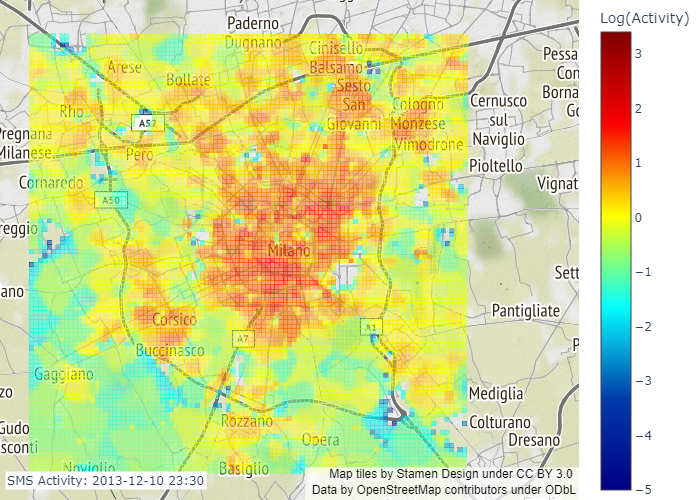 Log(Activity)
3
2
1
0
−1
−2
−3
−4
−5
Paderno
Dugnano
Cinisello
Balsamo
Arese
Bollate
Sesto
San
Giovanni
Pessa
Con
Borna
Go
Rho
A52
Cologno
Monzese
Cernusco
sul
Naviglio
Pregnana
Milanese
Pero
Vimodrone
Pioltello
Cornaredo
Vignat
A50
reggio
Milano
Sett
ano
Pantigliate
Corsico
A7
A1
Buccinasco
P
Gaggiano
zo
Mediglia
Gudo
sconti
Rozzano
Colturano
Dresano
Opera
Noviglio
Basiglio
SMS Activity: 2013-12-10 23:30
Map tiles by Stamen Design under CC BY 3.0
Data by OpenStreetMap contributors under ODbL